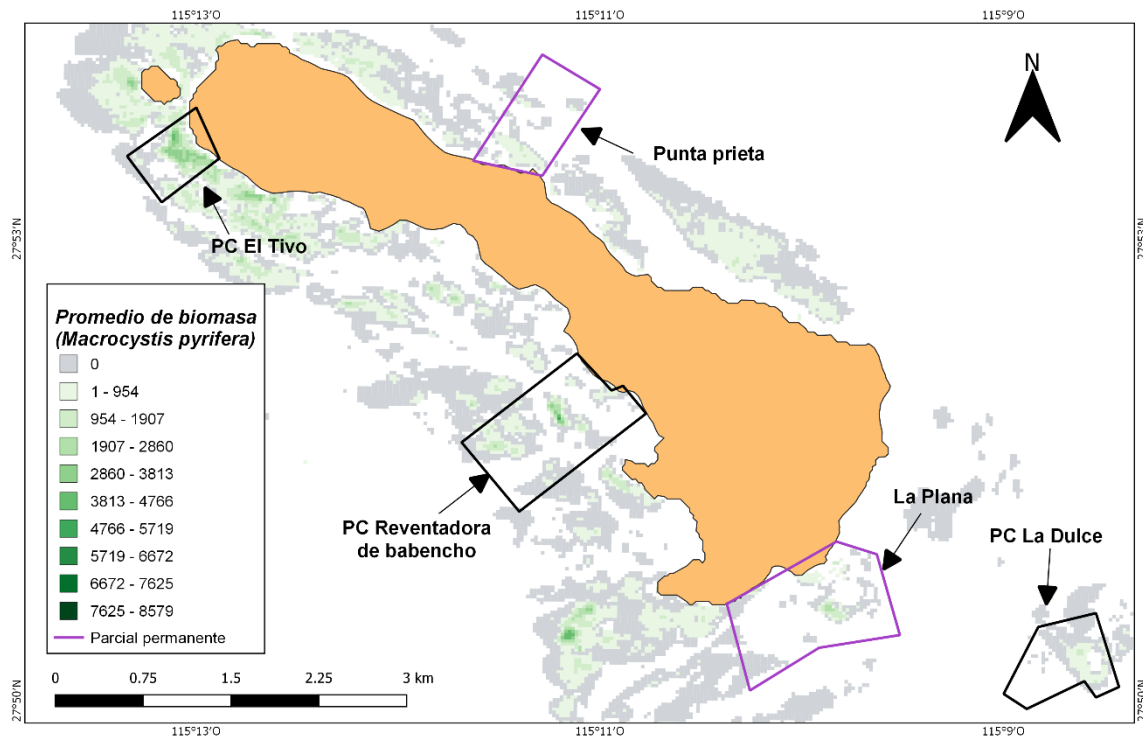 115°13'O
115°11'O
115°9'O
N
Punta prieta
27°53'N
27°53'N
PC El Tivo
Promedio de biomasa
(Macrocystis pyrifera)
0
1 - 954
954 - 1907
1907 - 2860
2860 - 3813
3813 - 4766
4766 - 5719
5719 - 6672
6672 - 7625
7625 - 8579
Parcial permanente
PC Reventadora
de babencho
La Plana
PC La Dulce
0
0.75
1.5
2.25
3 km
27°50'N
27°50'N
115°13'O
115°11'O
115°9'O